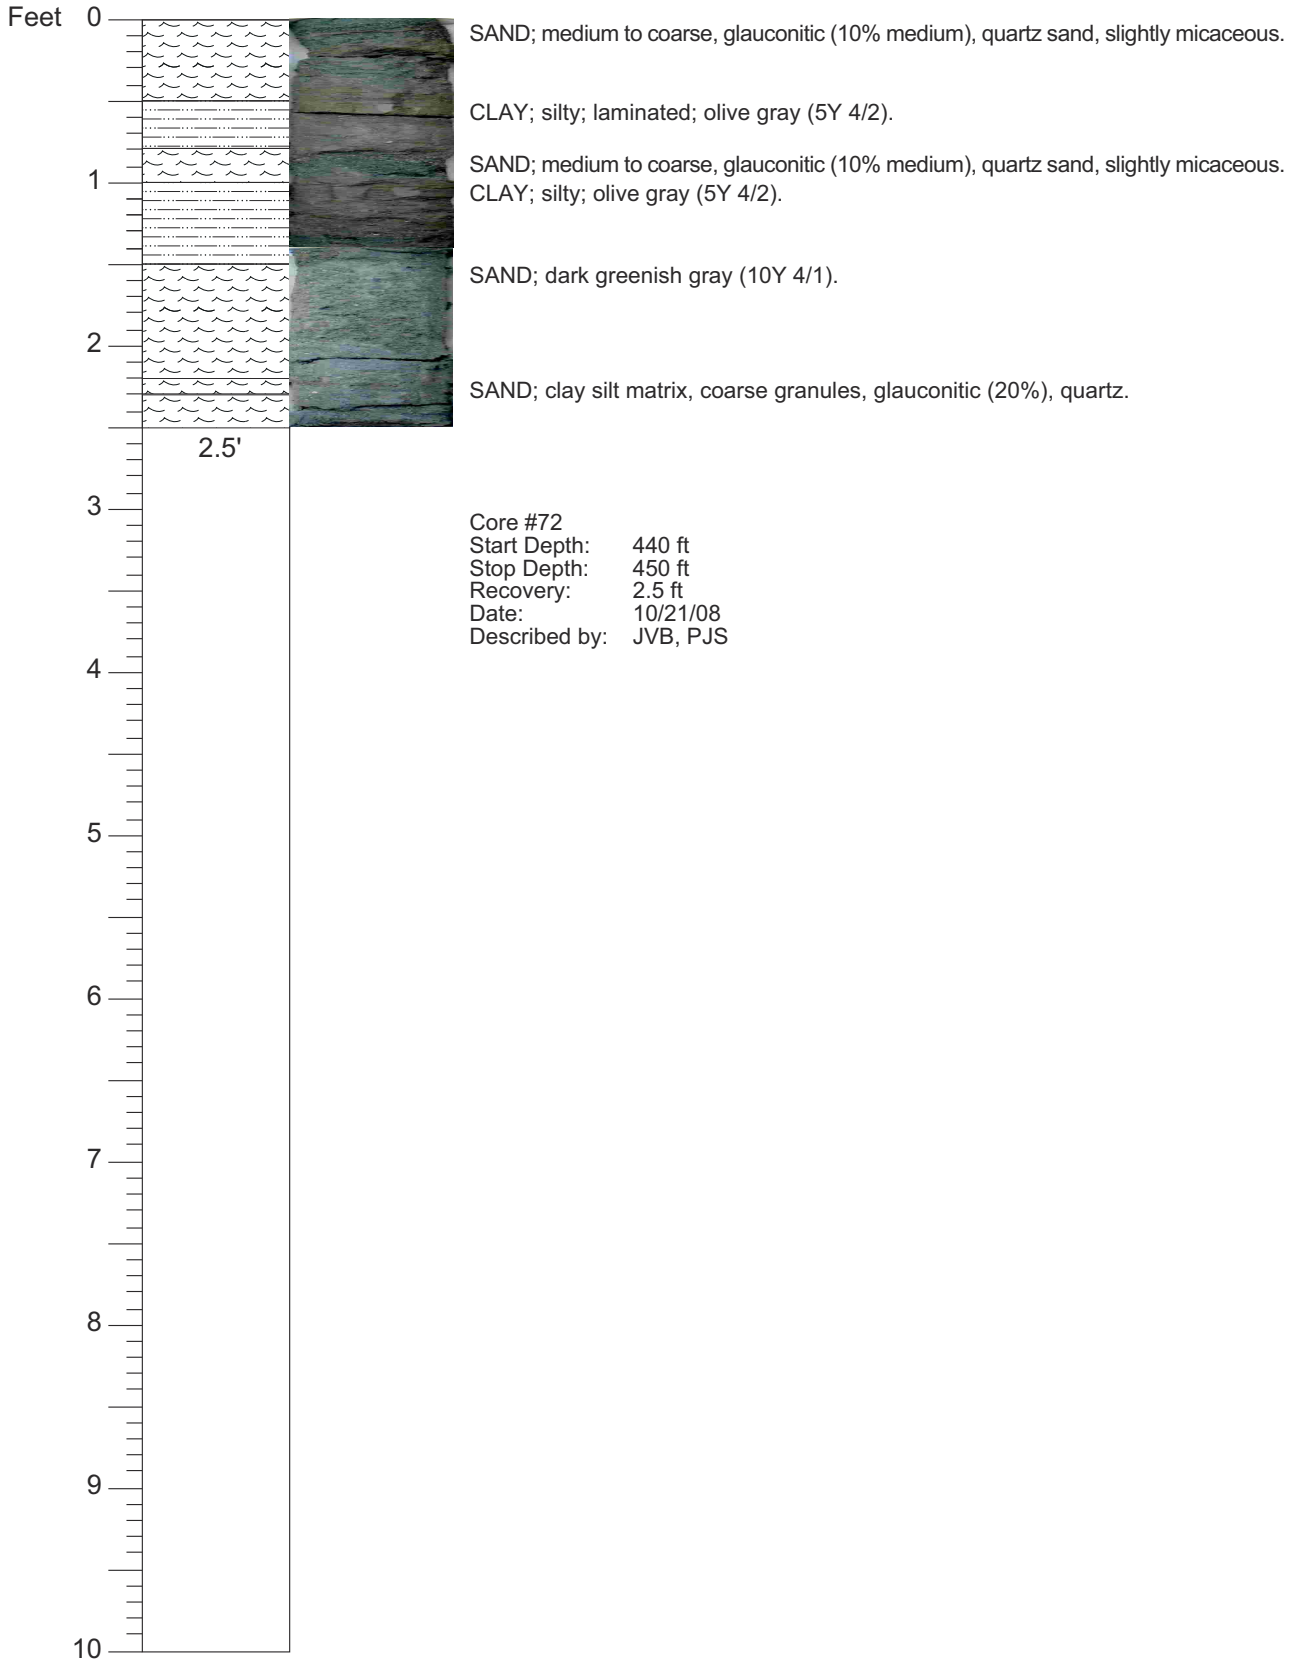 Feet 0
SAND; medium to coarse, glauconitic (10% medium), quartz sand, slightly micaceous.
CLAY; silty; laminated; olive gray (5Y 4/2).
SAND; medium to coarse, glauconitic (10% medium), quartz sand, slightly micaceous.
1
CLAY; silty; olive gray (5Y 4/2).
SAND; dark greenish gray (10Y 4/1).
2
SAND; clay silt matrix, coarse granules, glauconitic (20%), quartz.
2.5'
3
Core #72
Start Depth: 440 ft
Stop Depth: 450 ft
Recovery: 2.5 ft
Date: 10/21/08
Described by: JVB, PJS
4
5
6
7
8
9
10